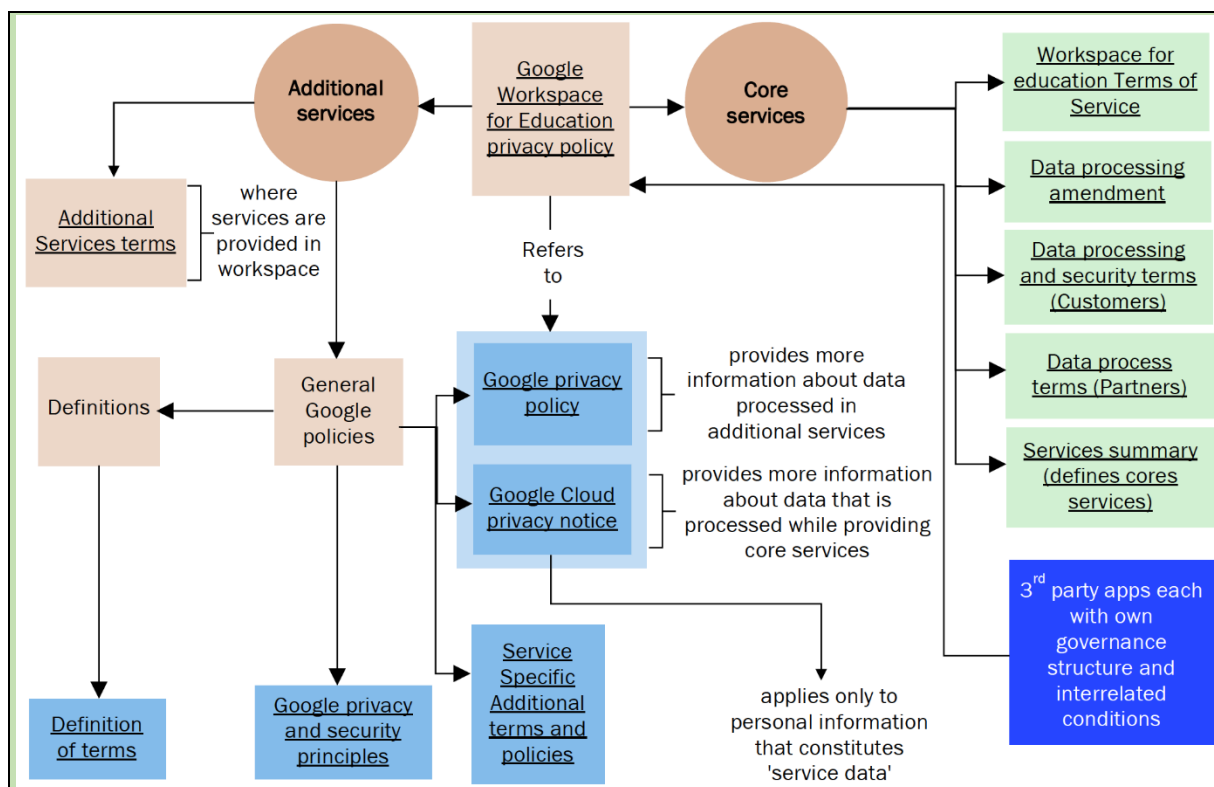 Additional
services
Google
Workspace
for Education
privacy policy
Core
services
Workspace for
education Terms of
Service
Data processing
amendment
Data processing
and security terms
(Customers)
Data process
terms (Partners)
Services summary
(defines cores
services)
Additional
Services terms
where
services are
provided in
workspace
Refers
to
Definitions
General
Google
policies
Google privacy
policy
provides more
information about data
processed in
additional services
Google Cloud
privacy notice
provides more information
about data that is
processed while providing
core services
3rd party apps each
with own
governance
structure and
interrelated
conditions
Definition
of terms
Google privacy
and security
principles
Service
Specific
Additional
terms and
policies
applies only to
personal information
that constitutes
'service data'